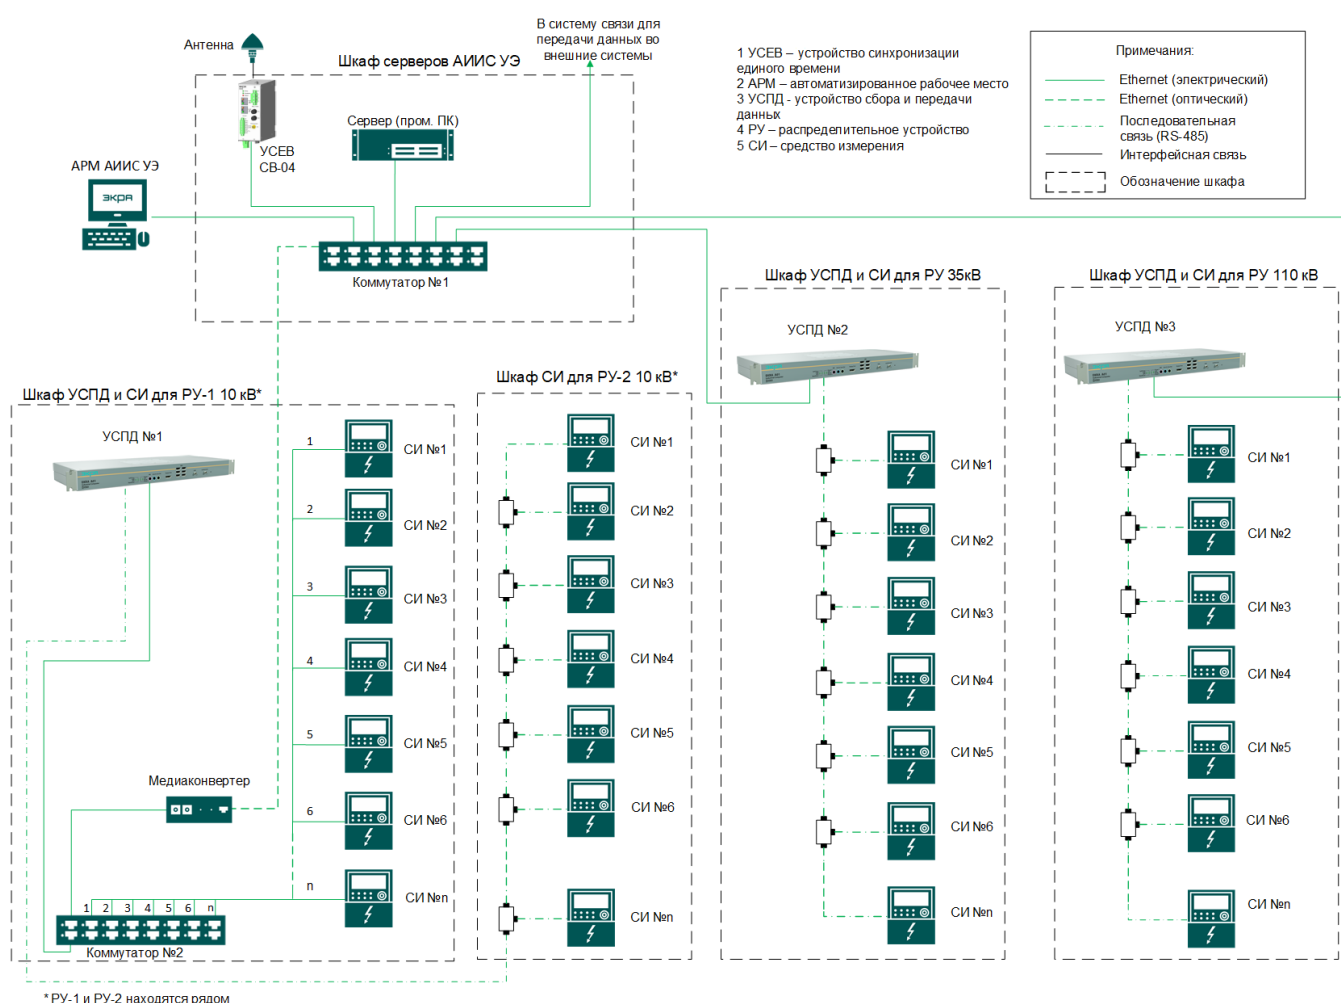 Антенна
Шкаф серверов АИИС УЭ
В систему связи для
передачи данных во
внешние системы
Сервер (пром. ПК)
УСЕВ
СВ-04
АРМ АИИС УЭ
ЭКРА
Коммутатор №1
1 УСЕВ – устройство синхронизации
единого времени
2 АРМ – автоматизированное рабочее место
3 УСПД - устройство сбора и передачи
данных
4 РУ – распределительное устройство
5 СИ – средство измерения
Примечания:
Ethernet (электрический)
Ethernet (оптический)
Последовательная
связь (RS-485)
Интерфейсная связь
Обозначение шкафа
Шкаф УСПД и СИ для РУ-1 10 кВ*
УСПД №1
1
СИ №1
2
СИ №2
3
СИ №3
4
СИ №4
5
СИ №5
6
СИ №6
n
СИ №n
Медиаконвертер
1 2 3 4 5 6 n
Коммутатор №2
* РУ-1 и РУ-2 находятся рядом
Шкаф СИ для РУ-2 10 кВ*
СИ №1
СИ №2
СИ №3
СИ №4
СИ №5
СИ №6
СИ №n
Шкаф УСПД и СИ для РУ 35кВ
УСПД №2
СИ №1
СИ №2
СИ №3
СИ №4
СИ №5
СИ №6
СИ №n
Шкаф УСПД и СИ для РУ 110 кВ
УСПД №3
СИ №1
СИ №2
СИ №3
СИ №4
СИ №5
СИ №6
СИ №n